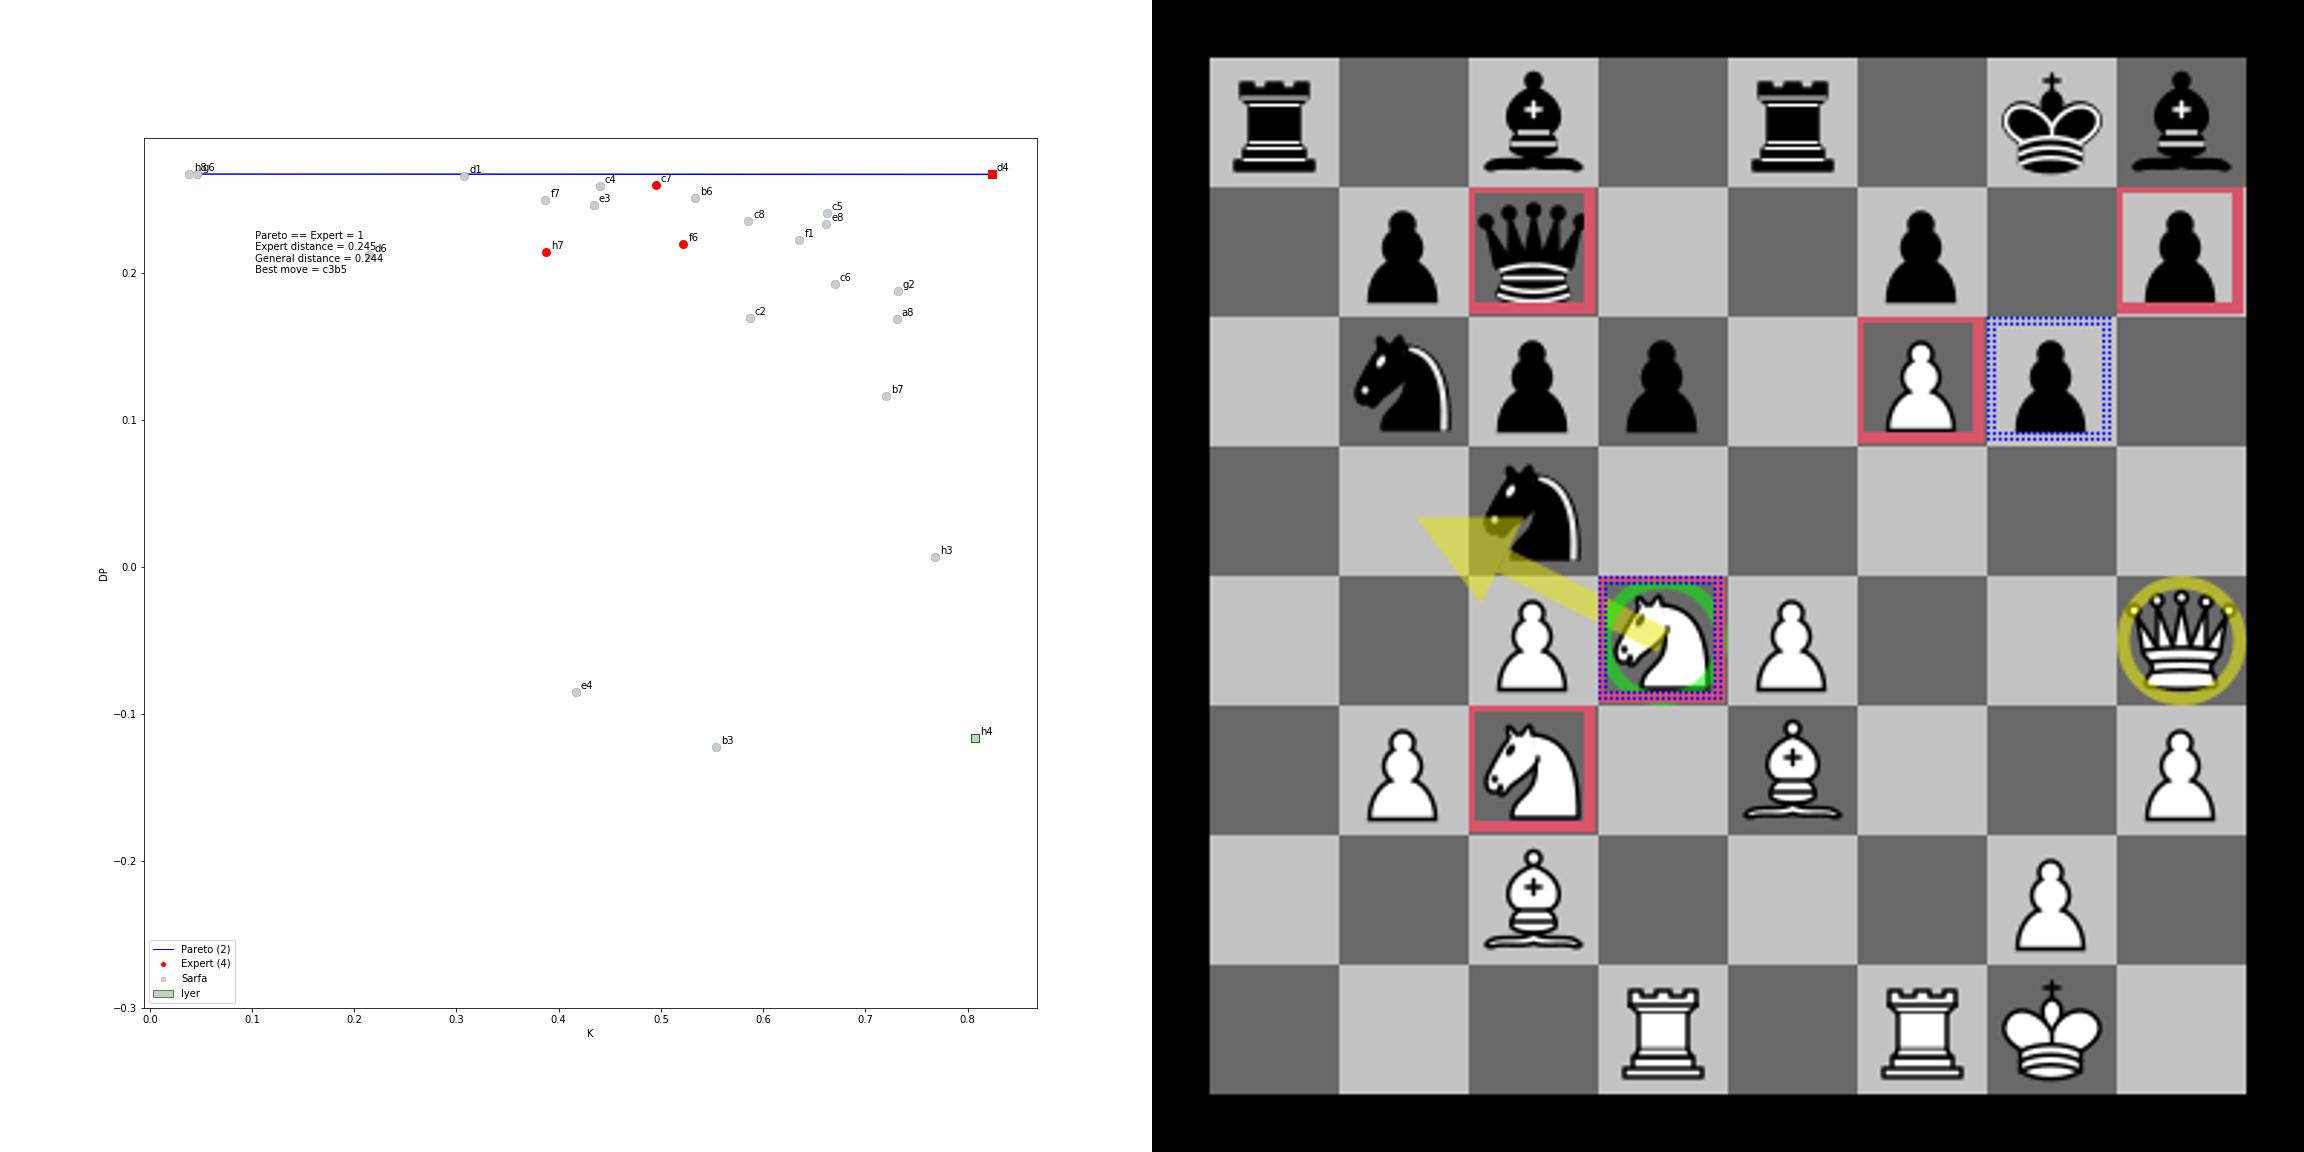 h8g6
d1
d4
c4
c7
f7
e3
b6
c8
c5
e8
f1
f6
h7
Pareto == Expert = 1
Expert distance = 0.245
d6
General distance = 0.244
Best move = c3b5
0.2
c6
g2
c2
a8
0.1
b7
h3
0.0
DP
e4
−0.1
h4
b3
−0.2
Pareto (2)
Expert (4)
Sarfa
Iyer
−0.3
0.0 0.1 0.2 0.3 0.4 0.5 0.6 0.7 0.8
K